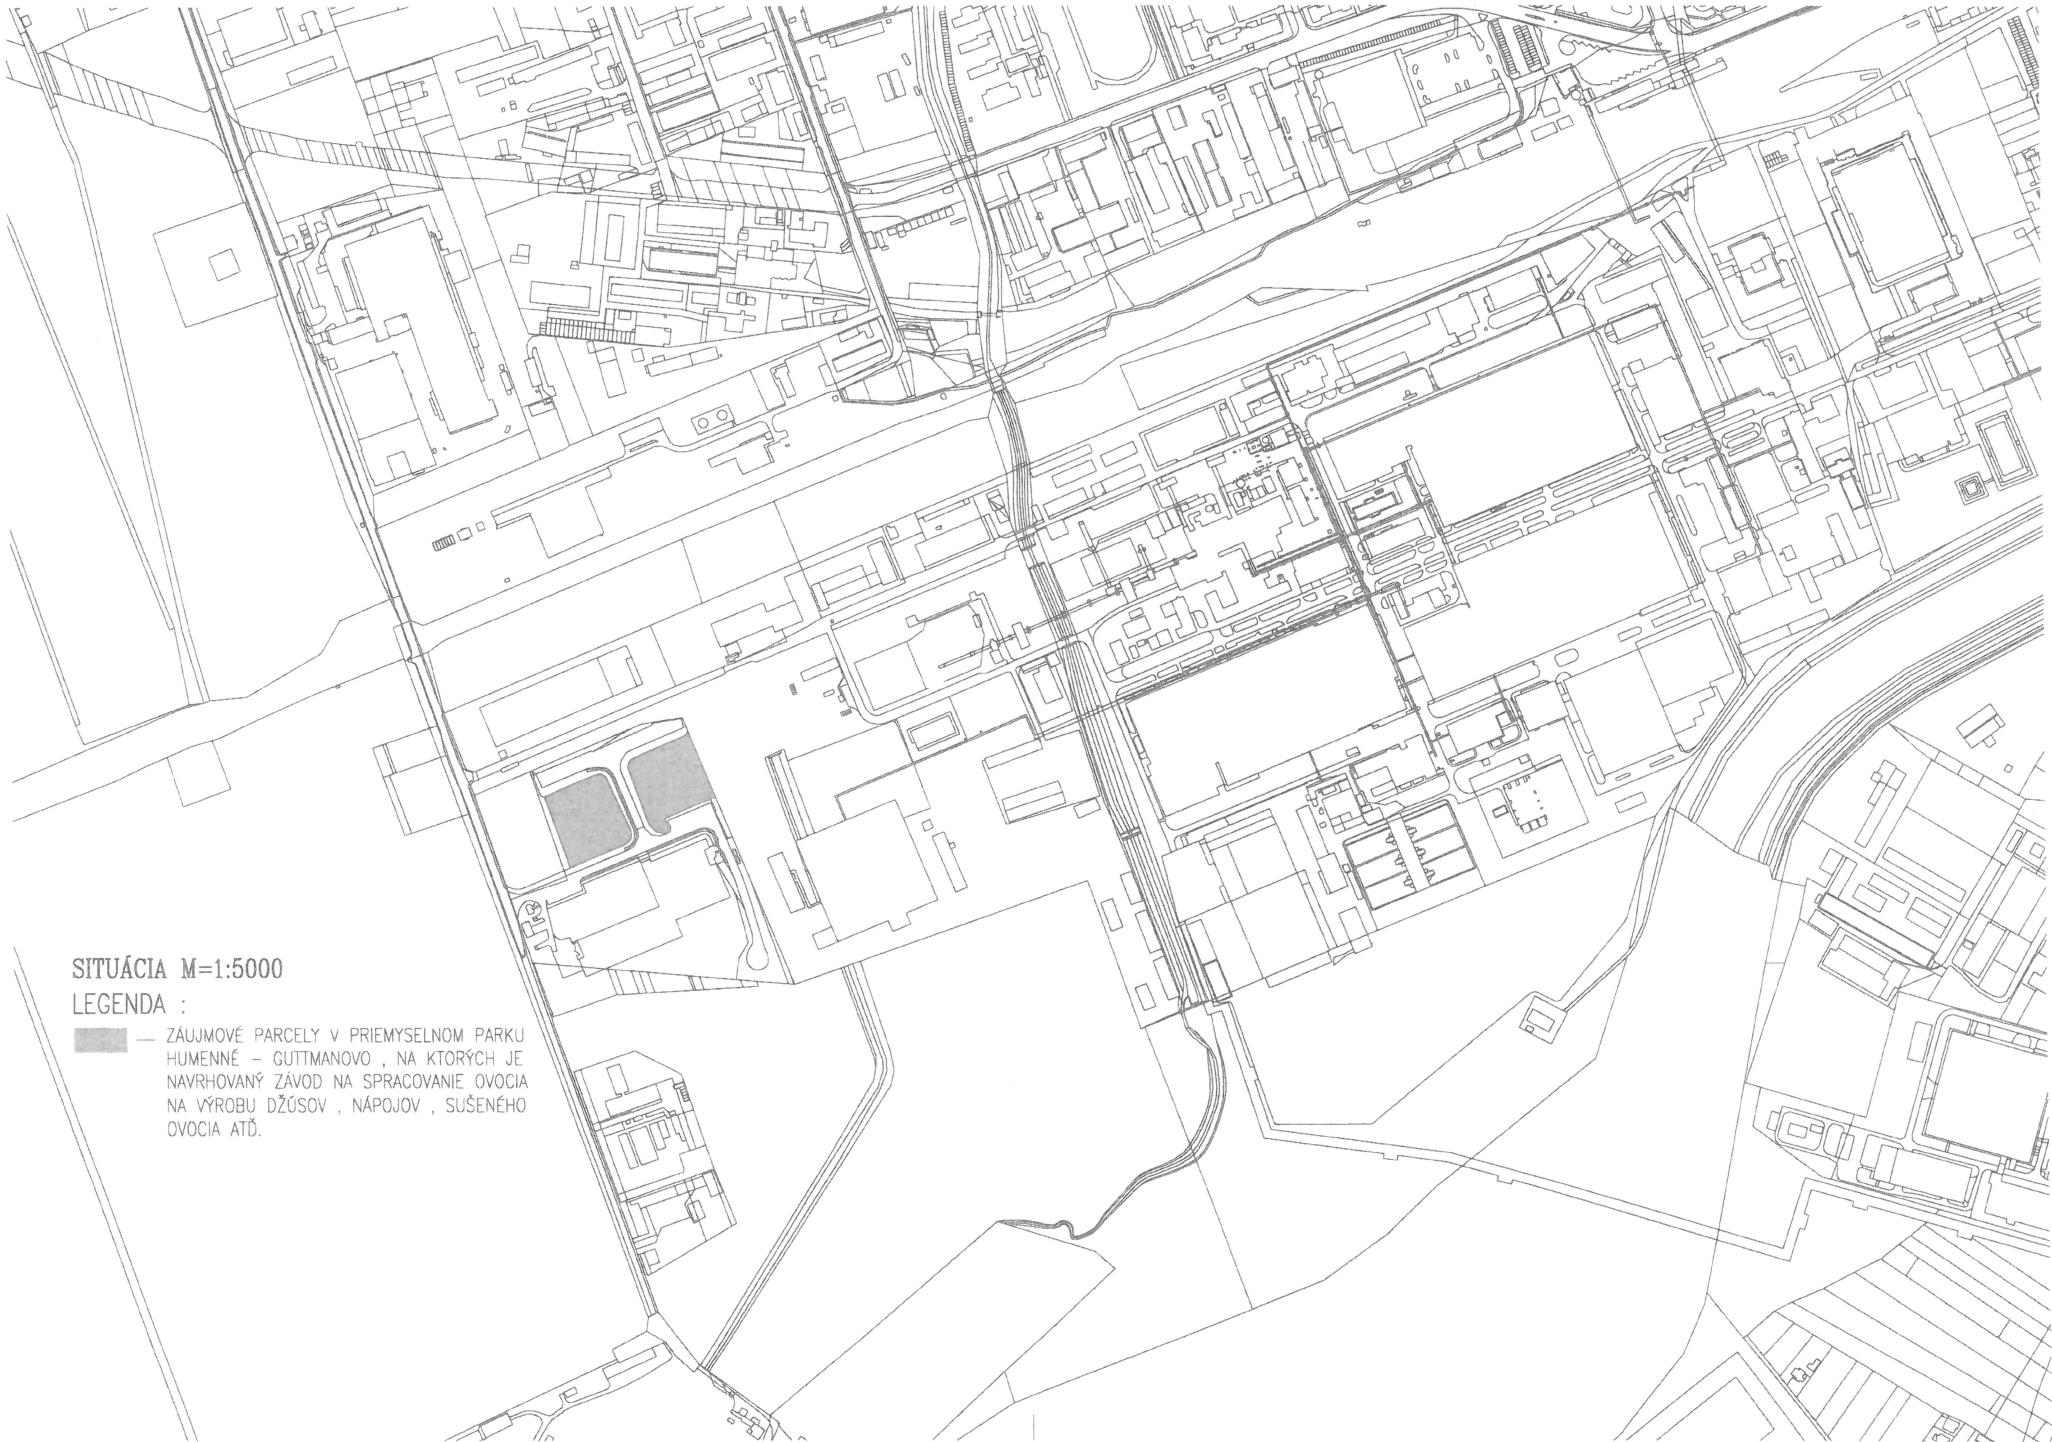 SITUÁCIA M=1:5000
LEGENDA :
— ZÁUJMOVÉ PARCELY V PRIEMYSELNOM PARKU
HUMENNÉ – GUTTMANOVO , NA KTORÝCH JE
NAVRHOVANÝ ZÁVOD NA SPRACOVANIE OVOCIA
NA VÝROBU DŽÚSOV , NÁPOJOV , SUŠENÉHO
OVOCIA ATĎ.